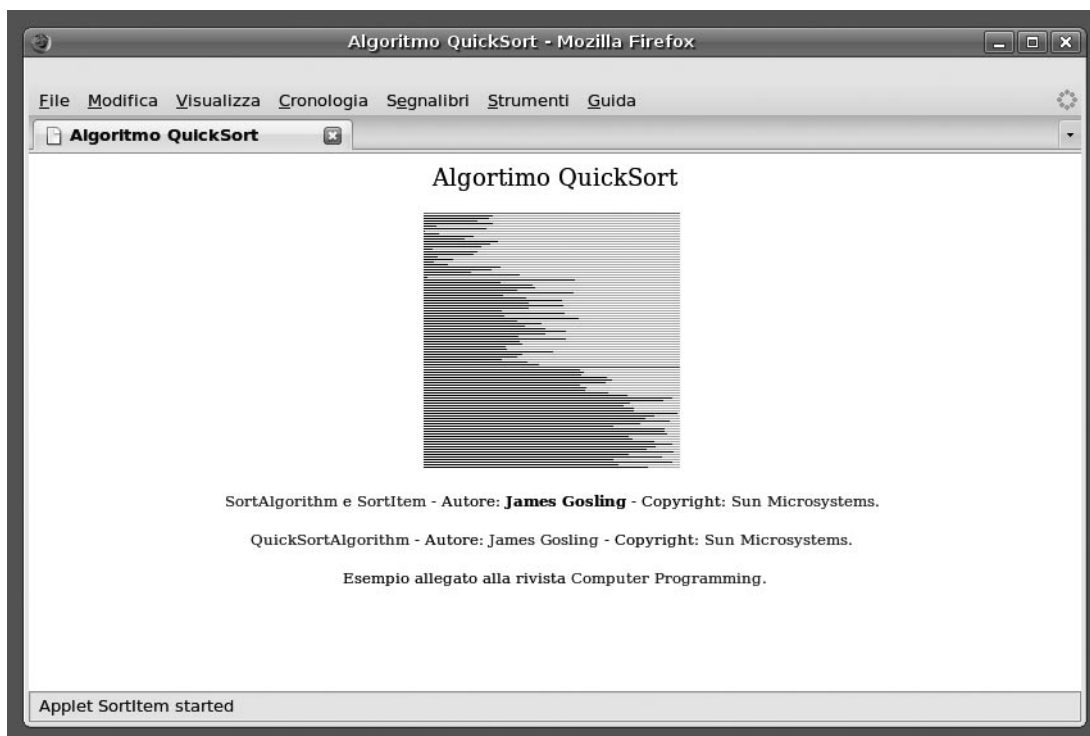 Algoritmo QuickSort - Mozilla Firefox
File Modifica Visualizza Cronologia Segnalibri Strumenti Guida
Algoritmo QuickSort
Algortimo QuickSort
SortAlgorithm e SortItem - Autore: James Gosling - Copyright: Sun Microsystems.
QuickSortAlgorithm - Autore: James Gosling - Copyright: Sun Microsystems.
Esempio allegato alla rivista Computer Programming.
Applet SortItem started